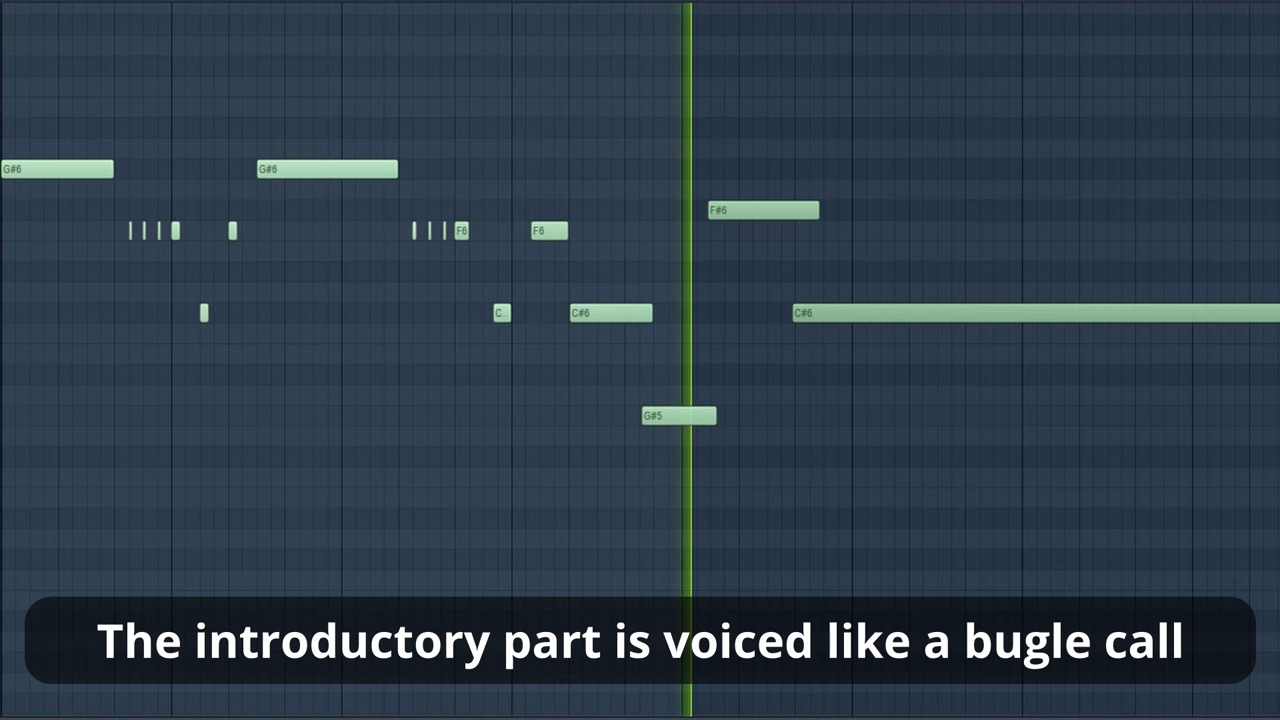 G#6 G#6
F#6
F6 F6
C#6 C#6
C...
G#5
The introductory part is voiced like a bugle call